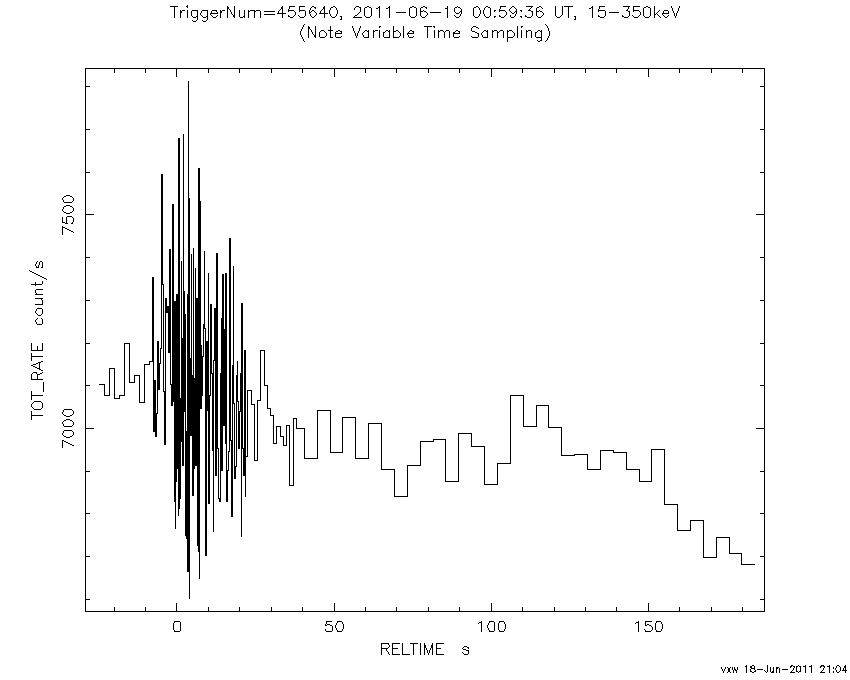 TriggerNum=455640, 2011-06-19 00:59:36 UT, 15-350keV
(Note Variable Time Sampling)
TOT_RATE count/s
7500
7000
0 50 100 150
RELTIME s
vxw 18-Jun-2011 21:04